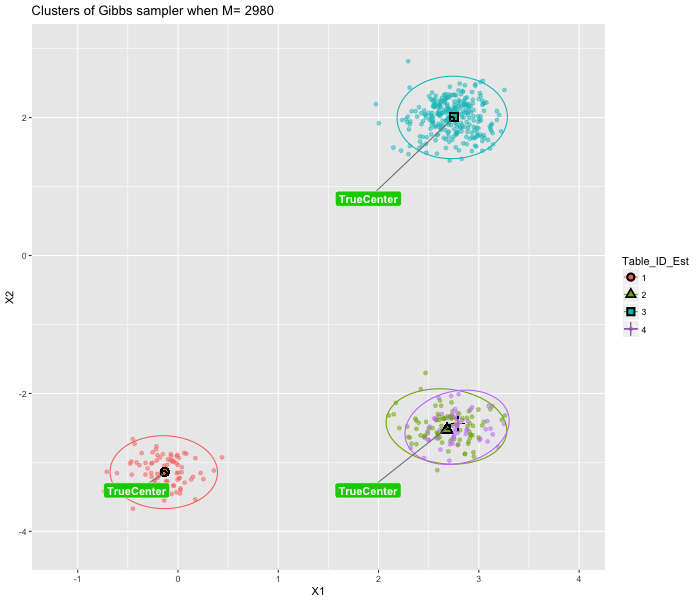 Clusters of Gibbs sampler when M= 2980
2
0
-2
-4
X2
TrueCenter
TrueCenter
TrueCenter
-1
0
1
2
3
4
X1
Table_ID_Est
1
2
3
4